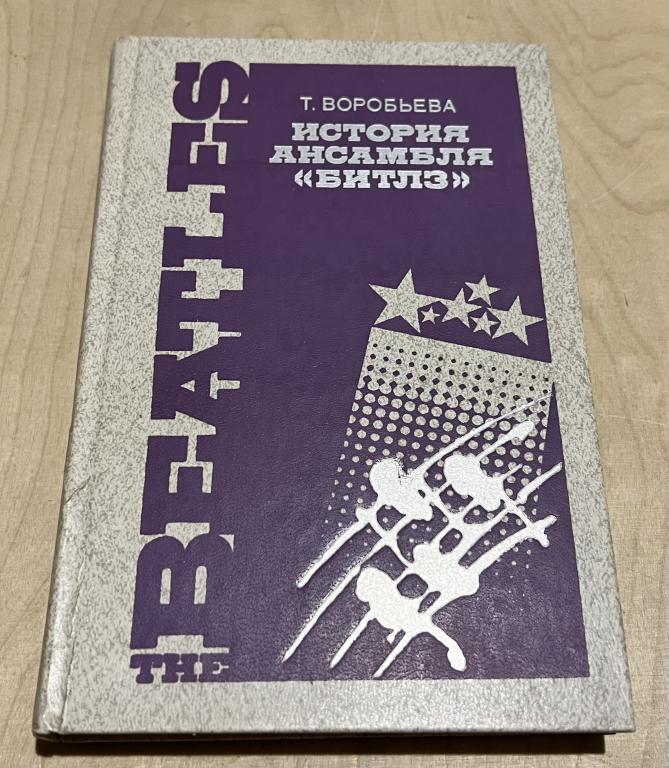 Т. ВОРОБЬЕВА
ИСТОРИЯ
АНСАМБЛЯ
«БИТЛЗ»
THE BEATLES